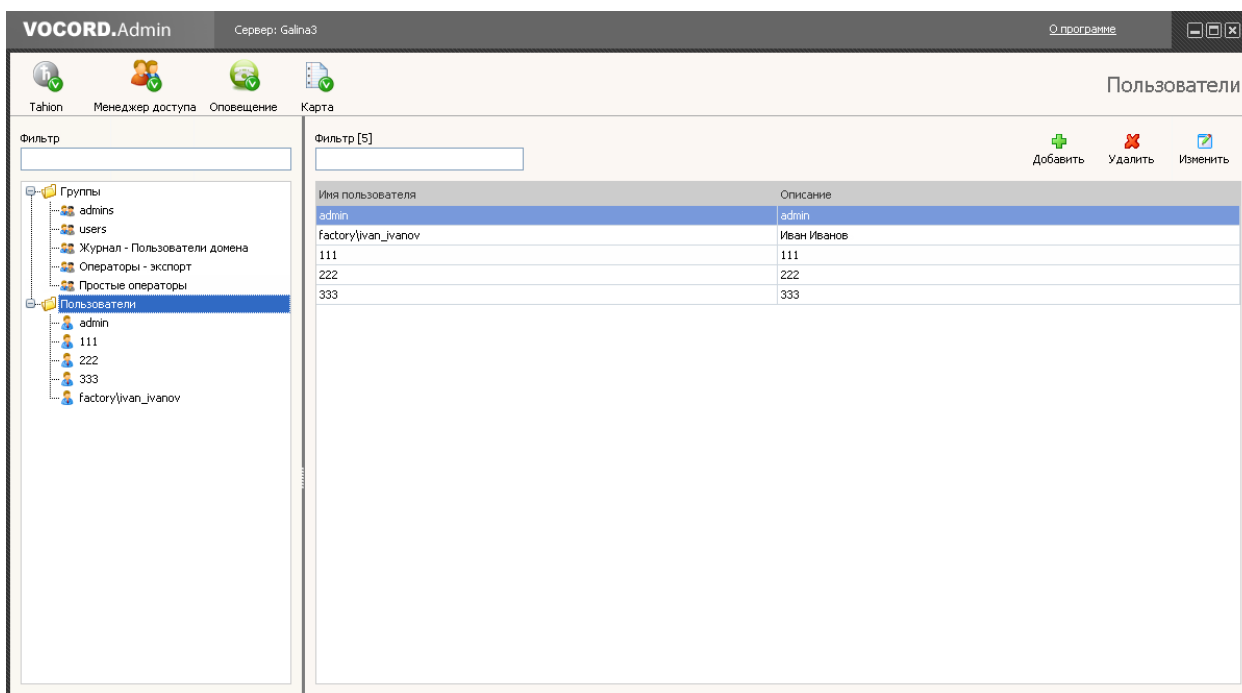 VOCORD.Admin Сервер: Galina3 О программе
Tahion Менеджер доступа Оповещение Карта Пользователи
Фильтр
Группы
admins
users
Журнал - Пользователи домена
Операторы - экспорт
Простые операторы
Пользователи
admin
111
222
333
factory\ivan_ivanov
Фильтр [5]
Добавить Удалить Изменить
Имя пользователя Описание
admin admin
factory\ivan_ivanov Иван Иванов
111 111
222 222
333 333